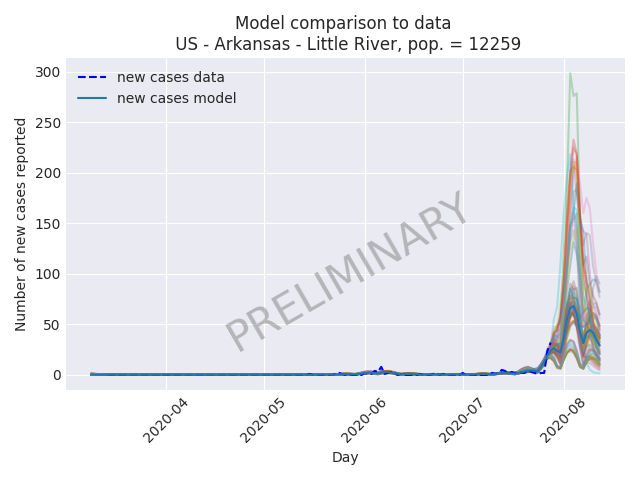 Model comparison to data
US - Arkansas - Little River, pop. = 12259
new cases data
new cases model
Number of new cases reported
300
250
200
150
100
50
0
PRELIMINARY
2020-04
2020-05
2020-06
2020-07
2020-08
Day